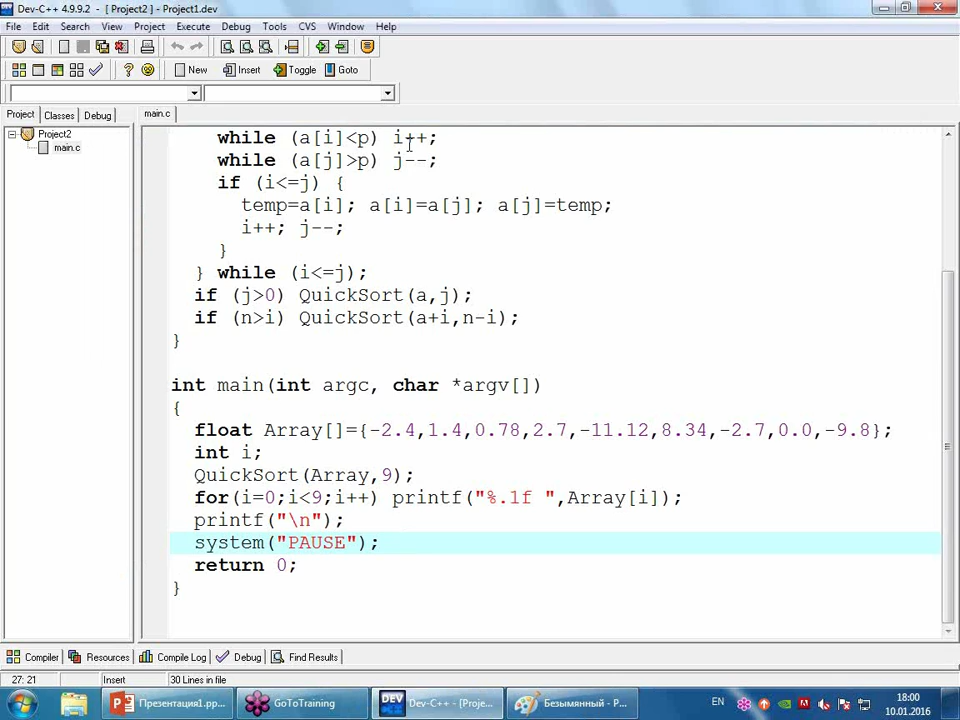 Dev-C++ 4.9.9.2 - [ Project2 ] - Project1.dev
File Edit Search View Project Execute Debug Tools CVS Window Help
New Insert Toggle Goto
Project Classes Debug main.c
Project2
main.c
while (a[i]<p) i++;
while (a[j]>p) j--;
if (i<=j) {
temp=a[i]; a[i]=a[j]; a[j]=temp;
i++; j--;
}
} while (i<=j);
if (j>0) QuickSort(a,j);
if (n>i) QuickSort(a+i,n-i);
}
int main(int argc, char *argv[])
{
float Array[]={-2.4,1.4,0.78,2.7,-11.12,8.34,-2.7,0.0,-9.8};
int i;
QuickSort(Array,9);
for(i=0;i<9;i++) printf("%.1f ",Array[i]);
printf("\n");
system("PAUSE");
return 0;
}
Compiler Resources Compile Log Debug Find Results
27: 21 Insert 30 Lines in file
Презентация1.pp... GoToTraining DEV Dev-C++ - [Proje... Безымянный - P... EN 18:00
10.01.2016